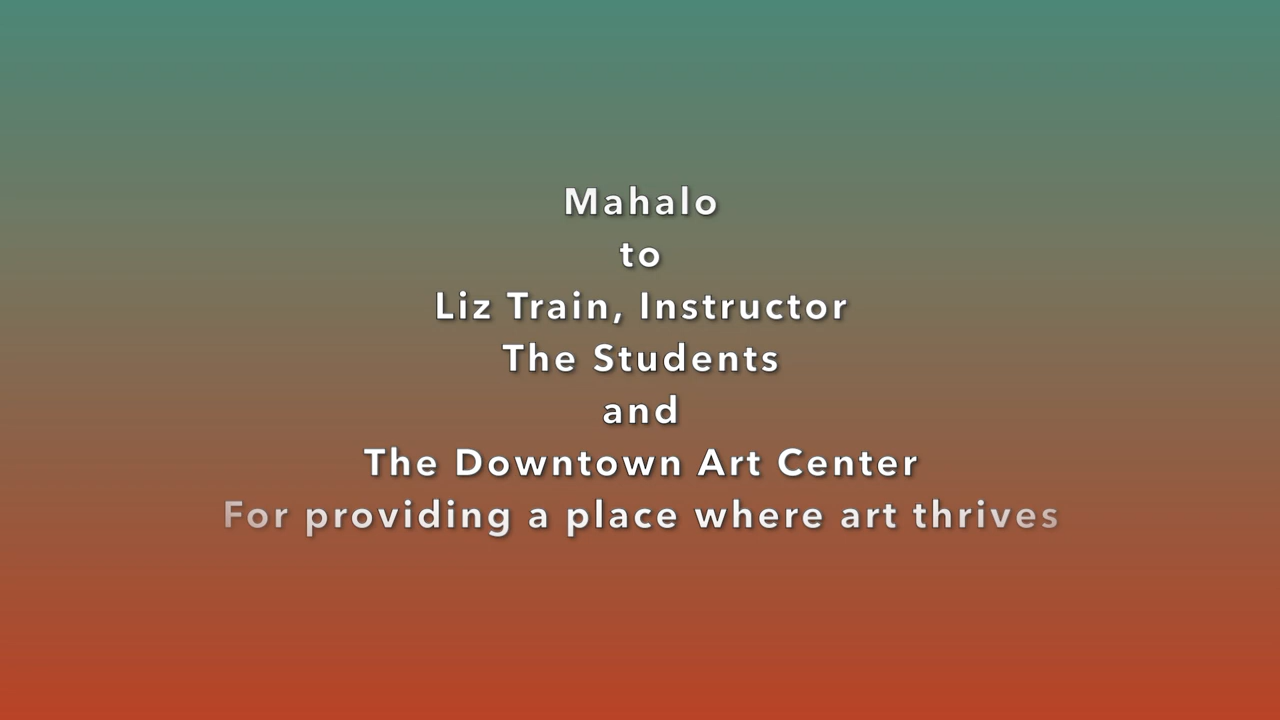 Mahalo
to
Liz Train, Instructor
The Students
and
The Downtown Art Center
For providing a place where art thrives